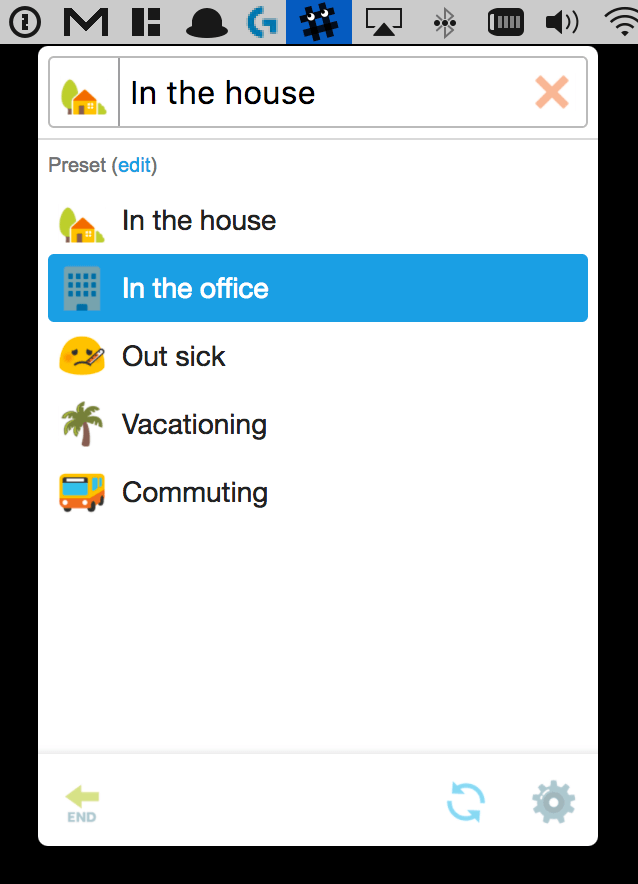 In the house
Preset (edit)
In the house
In the office
Out sick
Vacationing
Commuting
END